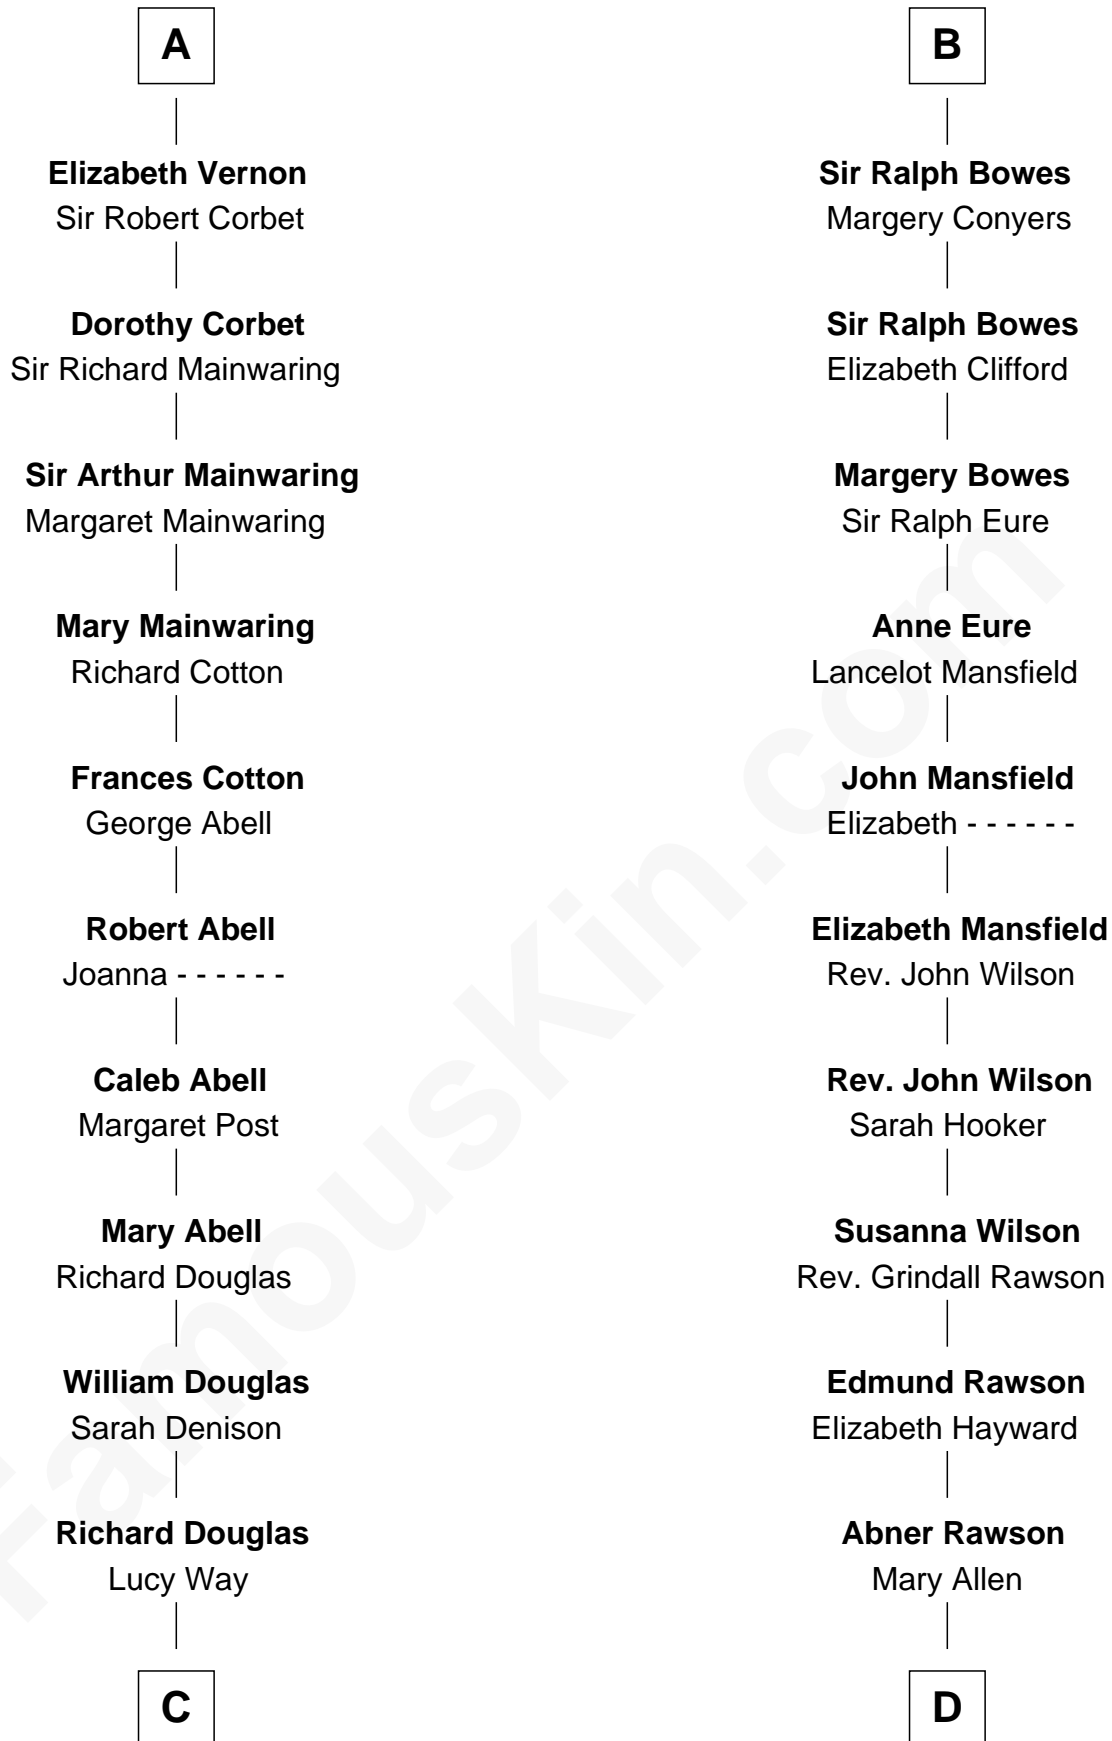 A
Elizabeth Vernon
Sir Robert Corbet
Dorothy Corbet
Sir Richard Mainwaring
Sir Arthur Mainwaring
Margaret Mainwaring
Mary Mainwaring
Richard Cotton
Frances Cotton
George Abell
Robert Abell
Joanna - - - - - -
Caleb Abell
Margaret Post
Mary Abell
Richard Douglas
William Douglas
Sarah Denison
Richard Douglas
Lucy Way
C
B
Sir Ralph Bowes
Margery Conyers
Sir Ralph Bowes
Elizabeth Clifford
Margery Bowes
Sir Ralph Eure
Anne Eure
Lancelot Mansfield
John Mansfield
Elizabeth - - - - - -
Elizabeth Mansfield
Rev. John Wilson
Rev. John Wilson
Sarah Hooker
Susanna Wilson
Rev. Grindall Rawson
Edmund Rawson
Elizabeth Hayward
Abner Rawson
Mary Allen
D
FamousKin.com